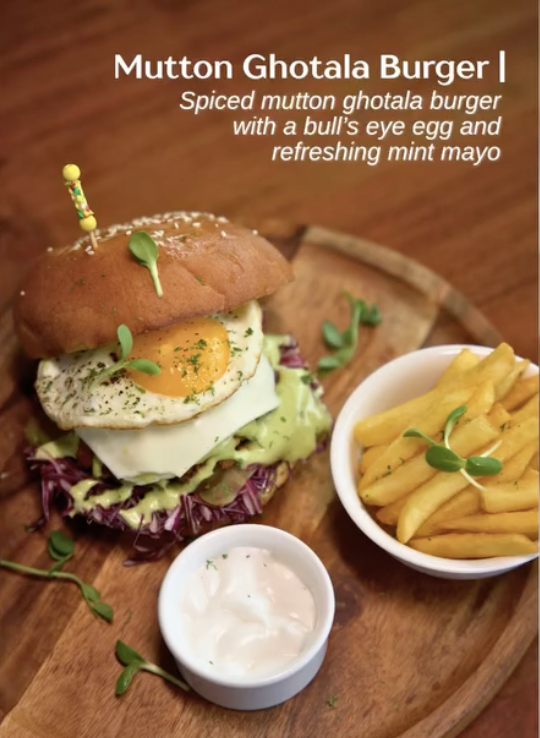 Mutton Ghotala Burger |
Spiced mutton ghotala burger
with a bull's eye egg and
refreshing mint mayo